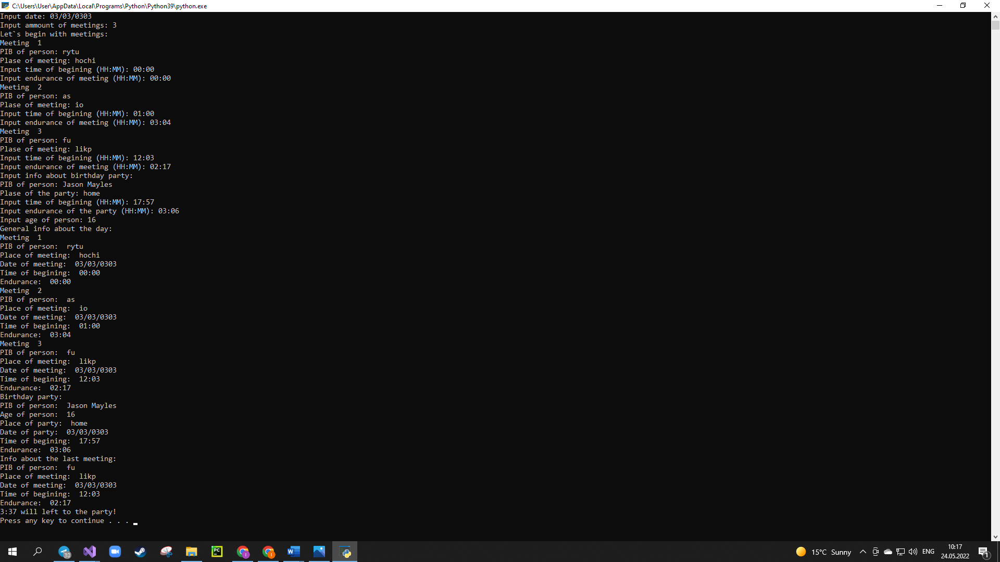 C:\Users\User\AppData\Local\Programs\Python\Python39\python.exe
Input date: 03/03/0303
Input ammount of meetings: 3
Let`s begin with meetings:
Meeting  1
PIB of person: rytu
Plase of meeting: hochi
Input time of begining (HH:MM): 00:00
Input endurance of meeting (HH:MM): 00:00
Meeting  2
PIB of person: as
Plase of meeting: io
Input time of begining (HH:MM): 01:00
Input endurance of meeting (HH:MM): 03:04
Meeting  3
PIB of person: fu
Plase of meeting: likp
Input time of begining (HH:MM): 12:03
Input endurance of meeting (HH:MM): 02:17
Input info about birthday party:
PIB of person: Jason Mayles
Plase of the party: home
Input time of begining (HH:MM): 17:57
Input endurance of the party (HH:MM): 03:06
Input age of person: 16
General info about the day:
Meeting  1
PIB of person:  rytu
Place of meeting:  hochi
Date of meeting:  03/03/0303
Time of begining:  00:00
Endurance:  00:00
Meeting  2
PIB of person:  as
Place of meeting:  io
Date of meeting:  03/03/0303
Time of begining:  01:00
Endurance:  03:04
Meeting  3
PIB of person:  fu
Place of meeting:  likp
Date of meeting:  03/03/0303
Time of begining:  12:03
Endurance:  02:17
Birthday party:
PIB of person:  Jason Mayles
Age of person:  16
Place of party:  home
Date of party:  03/03/0303
Time of begining:  17:57
Endurance:  03:06
Info about the last meeting:
PIB of person:  fu
Place of meeting:  likp
Date of meeting:  03/03/0303
Time of begining:  12:03
Endurance:  02:17
3:37 will left to the party!
Press any key to continue . . .
30
PC
15°C Sunny
ENG
10:17
24.05.2022
1